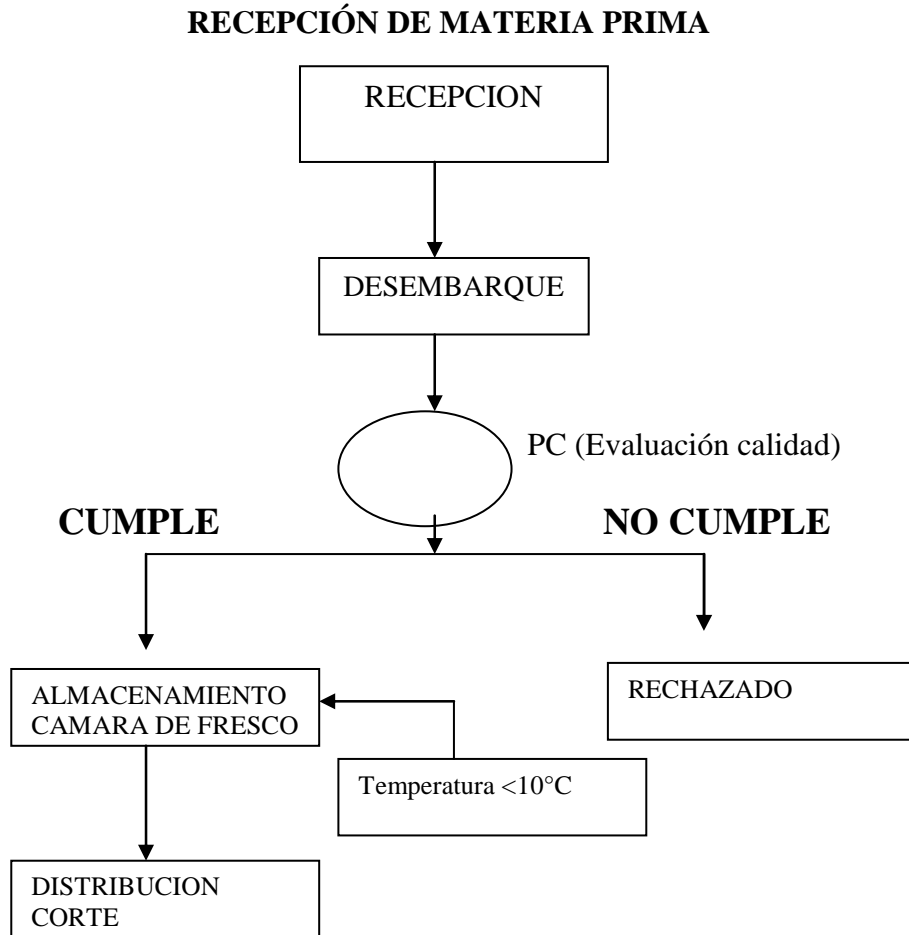 RECEPCIÓN DE MATERIA PRIMA
RECEPCION
DESEMBARQUE
PC (Evaluación calidad)
CUMPLE
NO CUMPLE
ALMACENAMIENTO
CAMARA DE FRESCO
RECHAZADO
Temperatura <10°C
DISTRIBUCION
CORTE